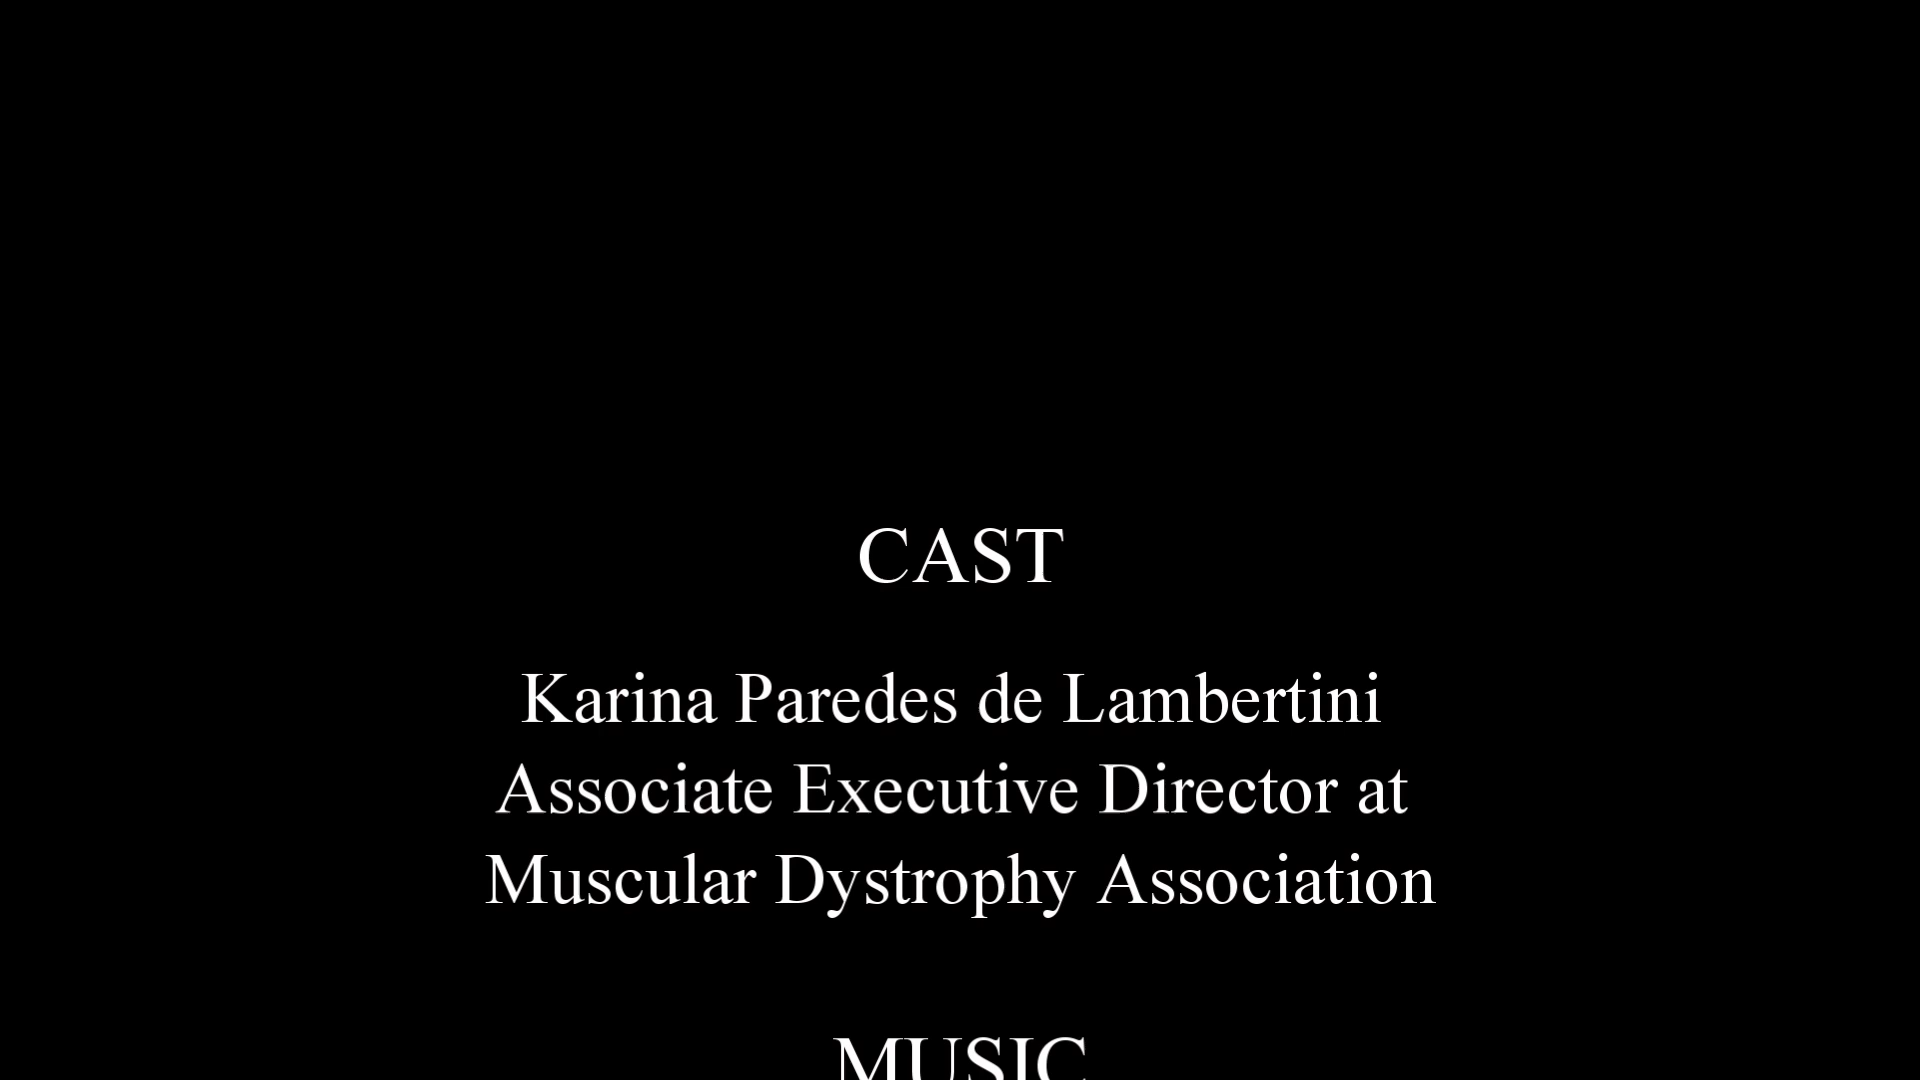 CAST
Karina Paredes de Lambertini
Associate Executive Director at
Muscular Dystrophy Association
MUSIC